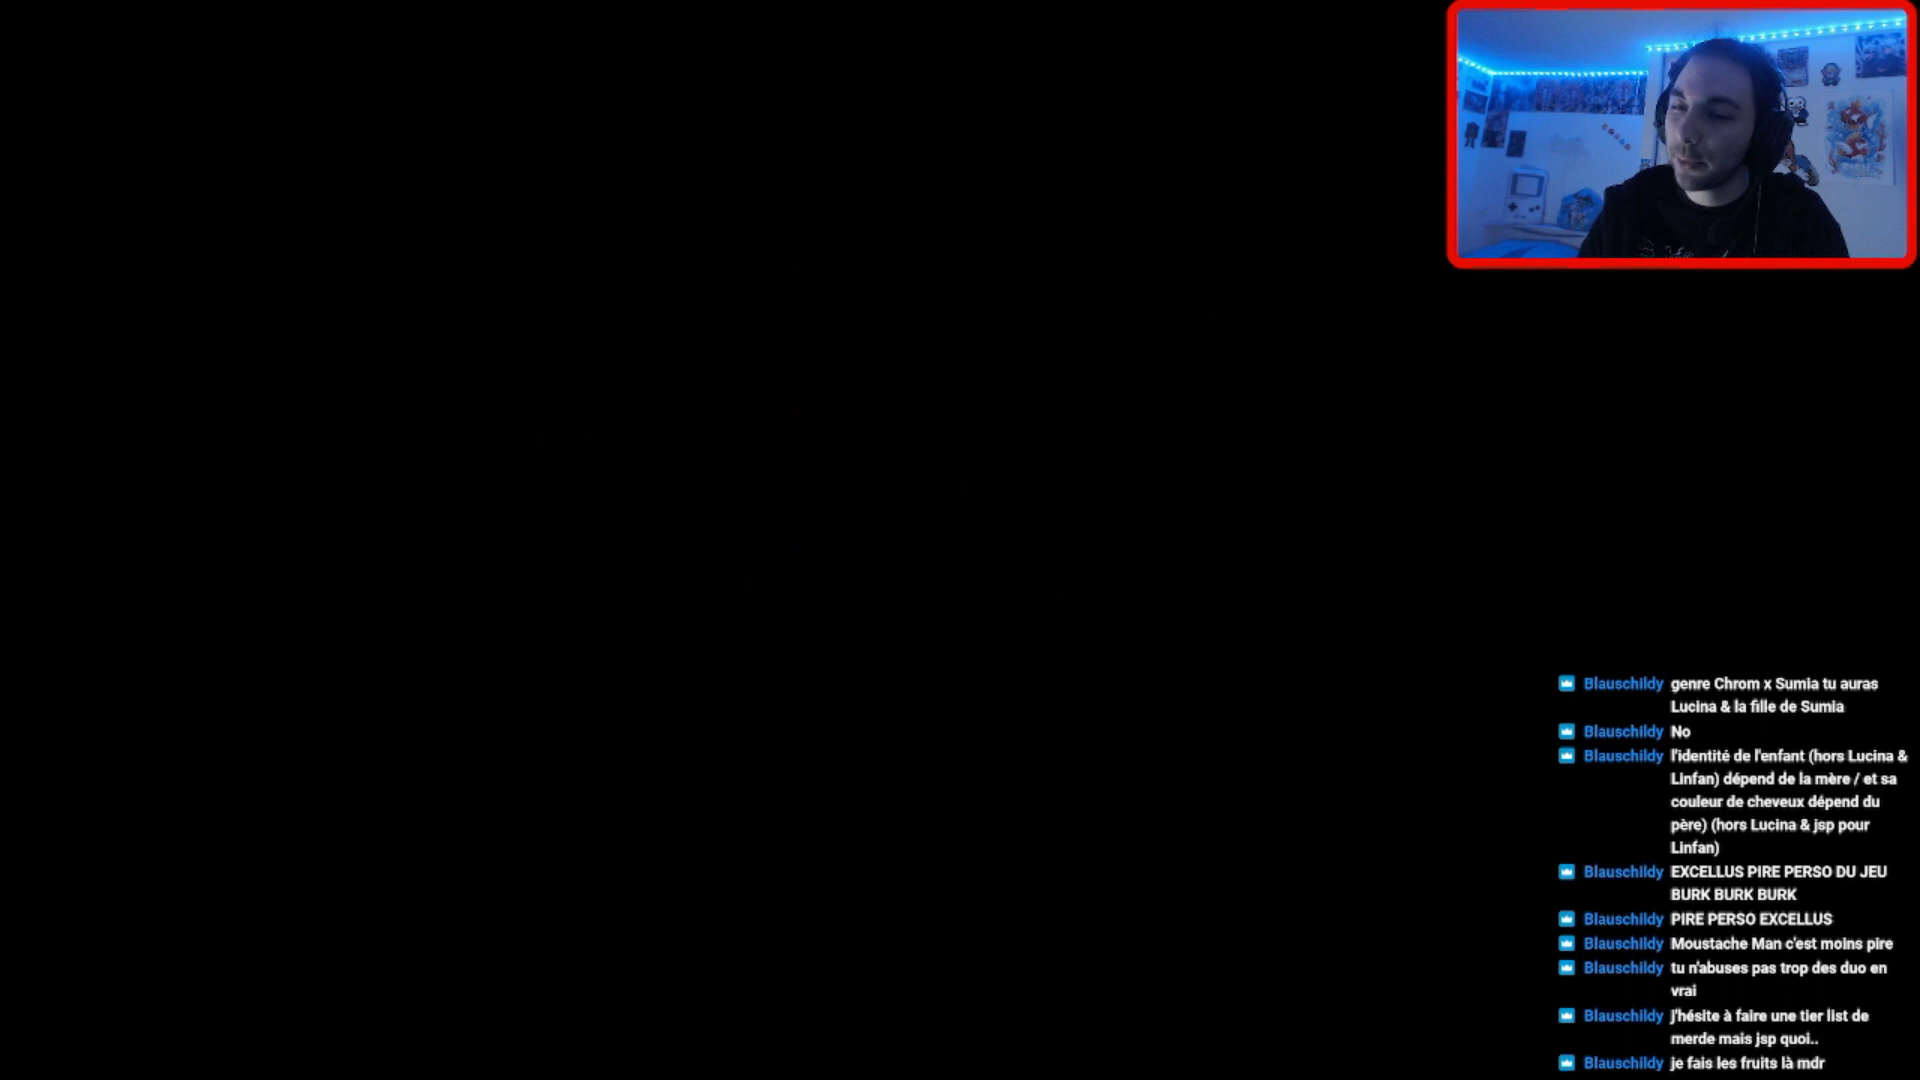 Blauschildy genre Chrom x Sumia tu auras
Lucina & la fille de Sumia
Blauschildy No
Blauschildy l'identité de l'enfant (hors Lucina &
Linfan) dépend de la mère / et sa
couleur de cheveux dépend du
père) (hors Lucina & jsp pour
Linfan)
Blauschildy EXCELLUS PIRE PERSO DU JEU
BURK BURK BURK
Blauschildy PIRE PERSO EXCELLUS
Blauschildy Moustache Man c'est moins pire
Blauschildy tu n'abuses pas trop des duo en
vrai
Blauschildy j'hésite à faire une tier list de
merde mais jsp quoi..
Blauschildy je fais les fruits là mdr